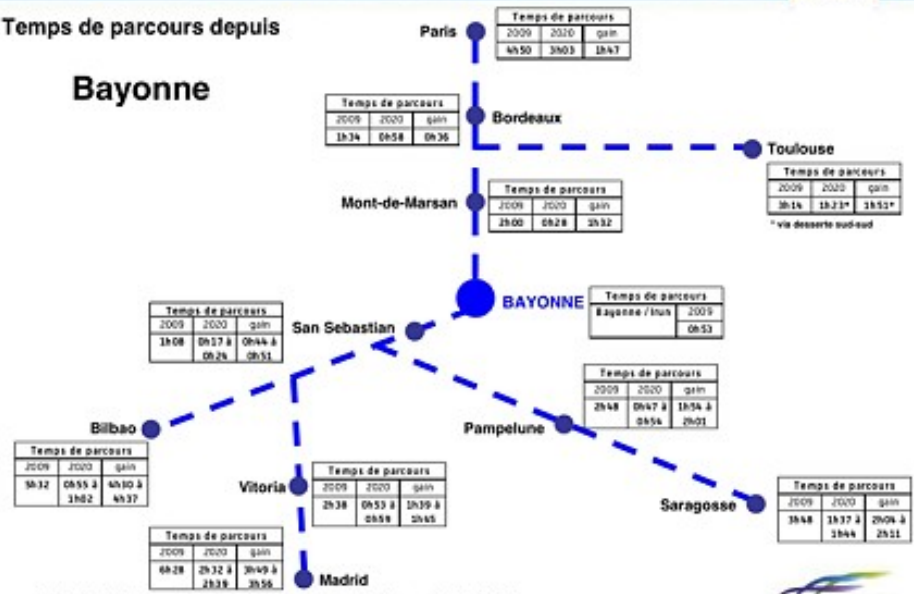 Temps de parcours depuis
Bayonne
Paris
Temps de parcours
2009 2020 gain
4h50 3h03 1h47
Temps de parcours
2009 2020 gain
1h34 0h58 0h36
Bordeaux
Toulouse
Temps de parcours
2009 2020 gain
3h14 1h23* 1h51*
* via desserte sud-sud
Mont-de-Marsan
Temps de parcours
2009 2020 gain
2h00 0h28 1h32
BAYONNE
Temps de parcours
Bayonne / Irun 2009
0h53
Temps de parcours
2009 2020 gain
1h08 0h17 à 0h44 à
0h24 0h51
San Sebastian
Temps de parcours
2009 2020 gain
2h48 0h47 à 1h54 à
0h54 2h01
Pampelune
Bilbao
Temps de parcours
2009 2020 gain
5h32 0h55 à 4h30 à
1h02 4h37
Vitoria
Temps de parcours
2009 2020 gain
2h38 0h53 à 1h39 à
0h59 1h45
Saragosse
Temps de parcours
2009 2020 gain
3h48 1h37 à 2h04 à
1h44 2h11
Temps de parcours
2009 2020 gain
6h28 2h32 à 3h49 à
2h39 3h56
Madrid